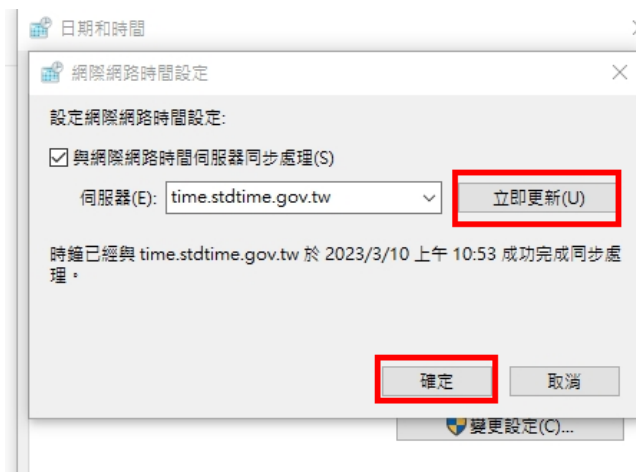 日期和時間
網際網路時間設定
設定網際網路時間設定:
與網際網路時間伺服器同步處理(S)
伺服器(E): time.stdtime.gov.tw 立即更新(U)
時鐘已經與 time.stdtime.gov.tw 於 2023/3/10 上午 10:53 成功完成同步處
理。
確定 取消
變更設定(C)...